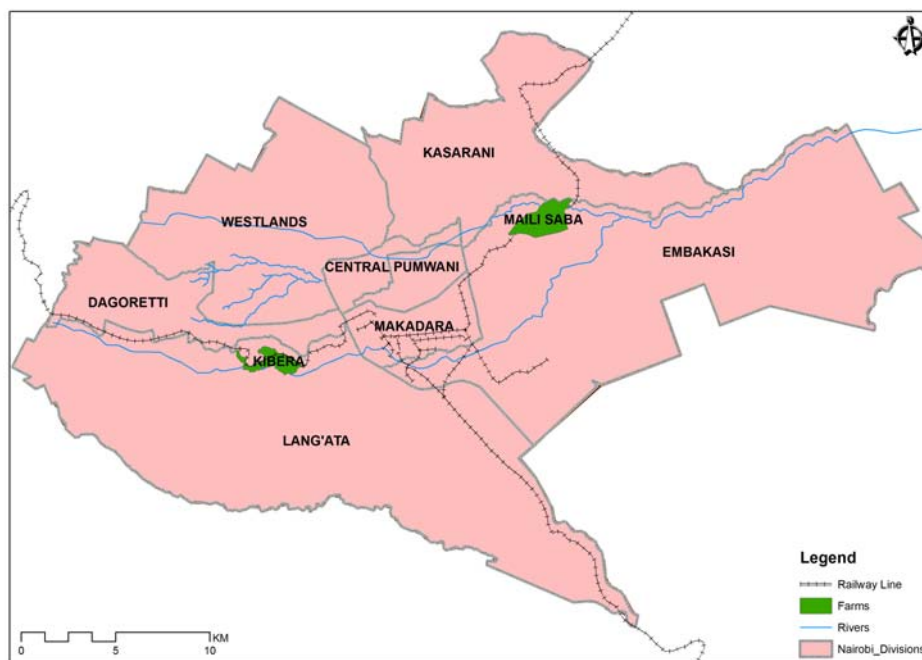 KASARANI
WESTLANDS
MAILI SABA
EMBAKASI
CENTRAL PUMWANI
DAGORETTI
MAKADARA
KIBERA
LANG'ATA
Legend
Railway Line
Farms
Rivers
Nairobi_Divisions
KM
0 5 10